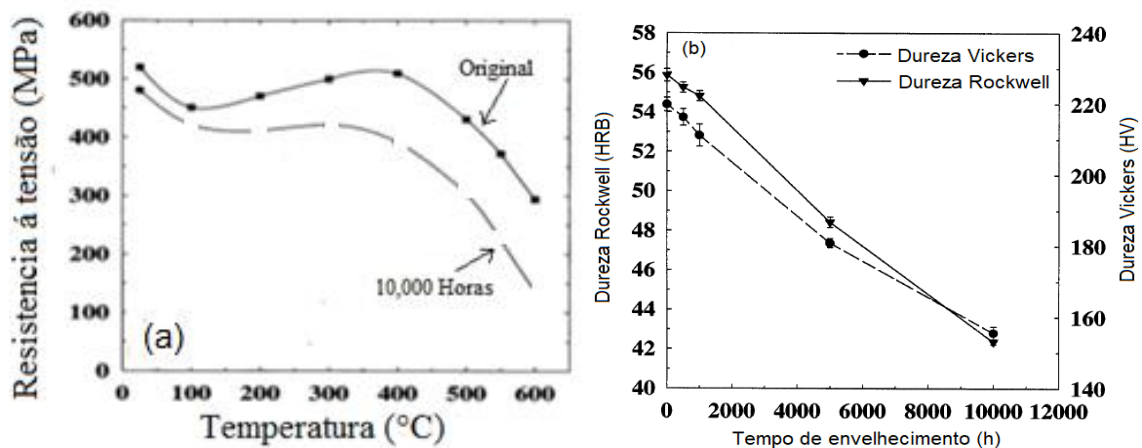 600
500
400
300
200
100
0
Resistencia á tensão (MPa)
Original
10,000 Horas
(a)
0 100 200 300 400 500 600
Temperatura (°C)
58
56
54
52
50
48
46
44
42
40
Dureza Rockwell (HRB)
(b)
Dureza Vickers
Dureza Rockwell
240
220
200
180
160
140
Dureza Vickers (HV)
0 2000 4000 6000 8000 10000 12000
Tempo de envelhecimento (h)